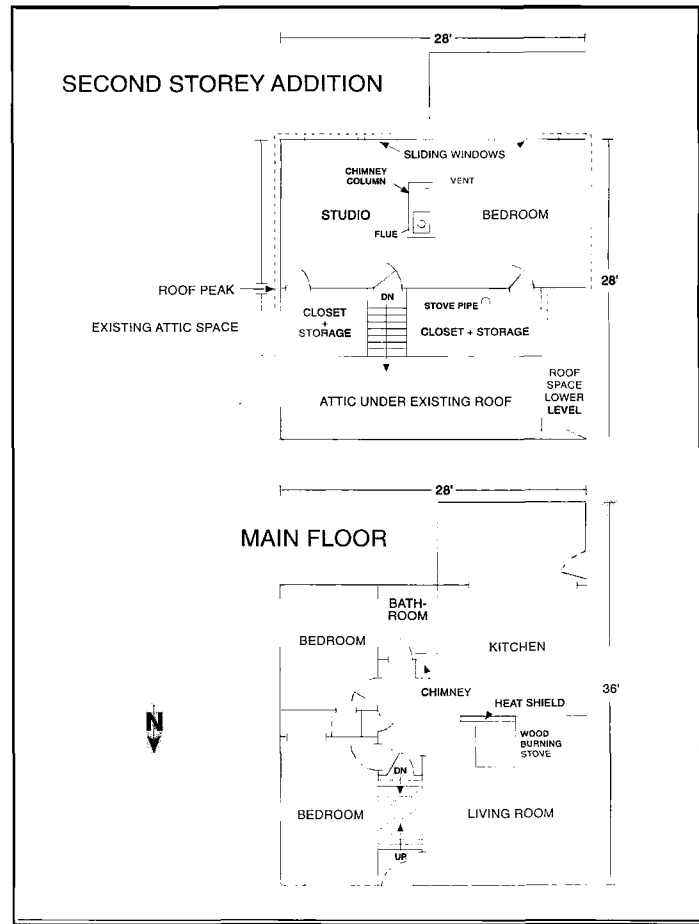 28'
SECOND STOREY ADDITION
SLIDING WINDOWS
CHIMNEY
COLUMN
VENT
STUDIO
BEDROOM
FLUE
28'
ROOF PEAK
DN
STOVE PIPE
CLOSET
+
STORAGE
CLOSET + STORAGE
EXISTING ATTIC SPACE
ROOF
SPACE
LOWER
LEVEL
ATTIC UNDER EXISTING ROOF
28'
MAIN FLOOR
BATH-
ROOM
BEDROOM
KITCHEN
CHIMNEY
36'
HEAT SHIELD
N
WOOD
BURNING
STOVE
DN
BEDROOM
LIVING ROOM
UP